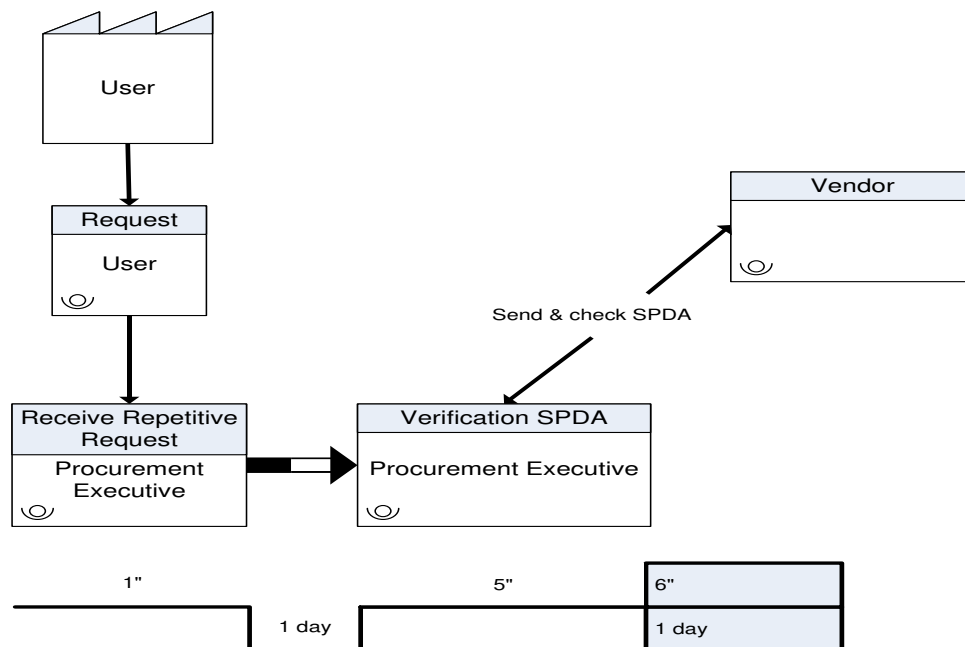 User
Request
User
Vendor
Send & check SPDA
Receive Repetitive
Request
Procurement
Executive
Verification SPDA
Procurement Executive
1"
1 day
5"
6"
1 day